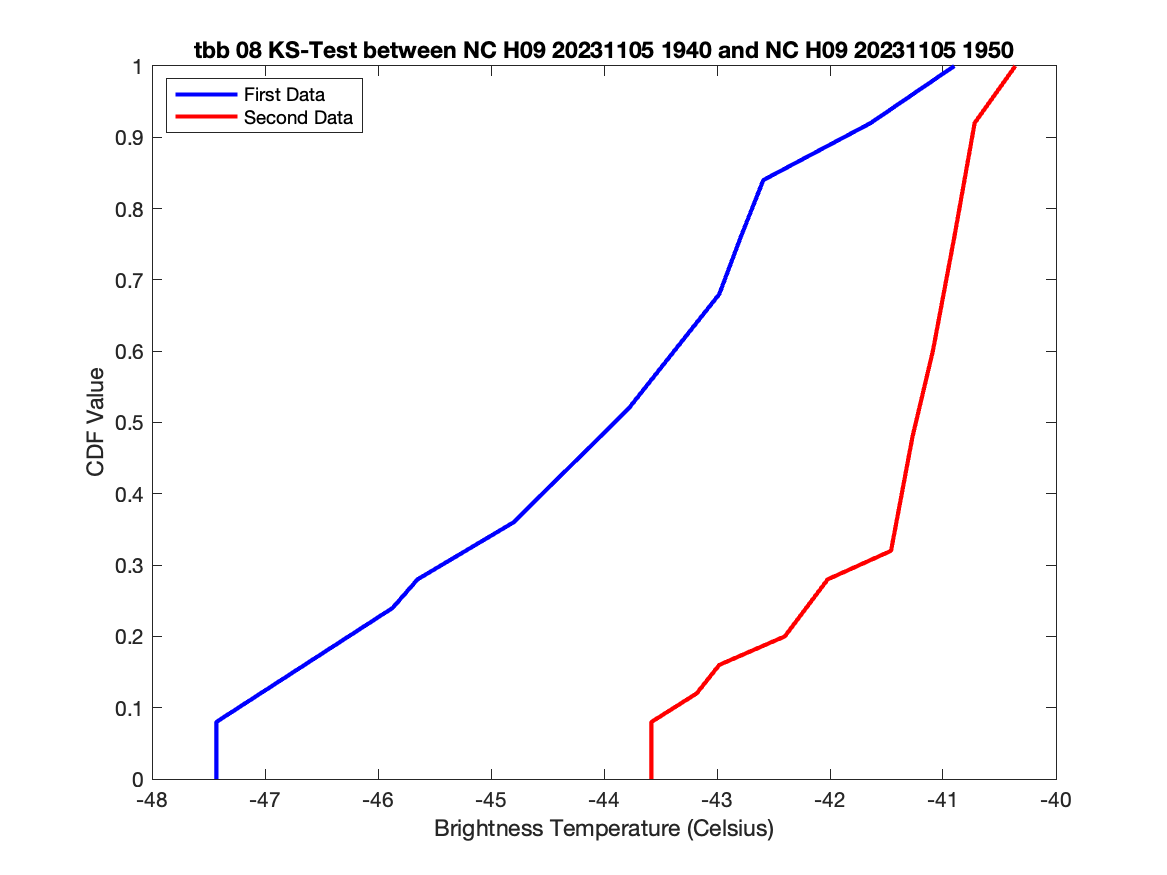 tbb 08 KS-Test between NC H09 20231105 1940 and NC H09 20231105 1950
First Data
Second Data
1
0.9
0.8
0.7
0.6
0.5
0.4
0.3
0.2
0.1
0
CDF Value
-48 -47 -46 -45 -44 -43 -42 -41 -40
Brightness Temperature (Celsius)